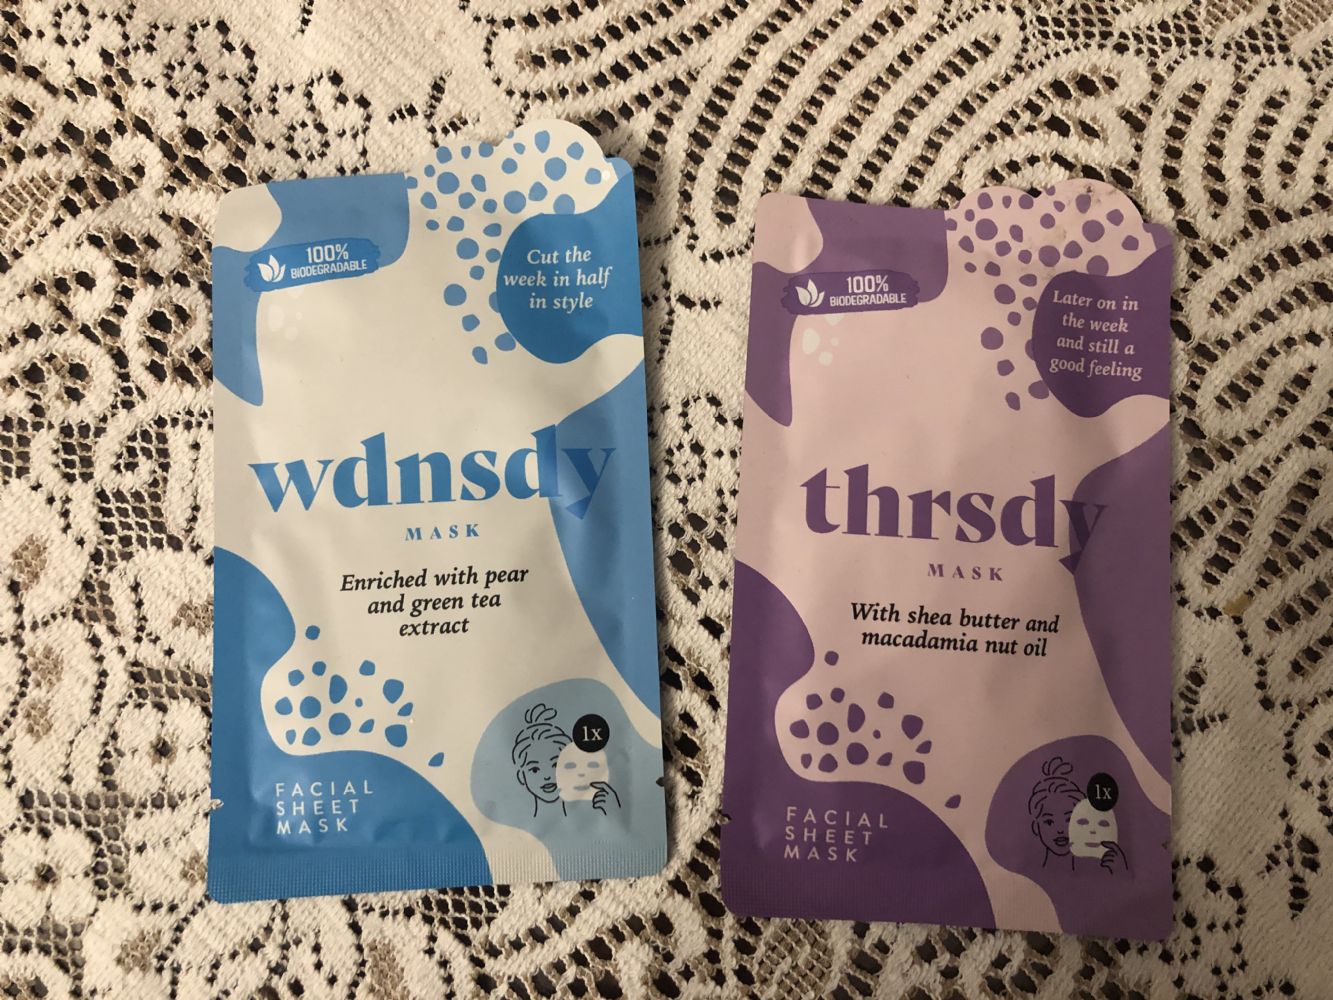 100%
BIODEGRADABLE
Cut the
week in half
in style
wdnsdy
MASK
Enriched with pear
and green tea
extract
1x
FACIAL
SHEET
MASK
100%
BIODEGRADABLE
Later on in
the week
and still a
good feeling
thrsdy
MASK
With shea butter and
macadamia nut oil
1x
FACIAL
SHEET
MASK